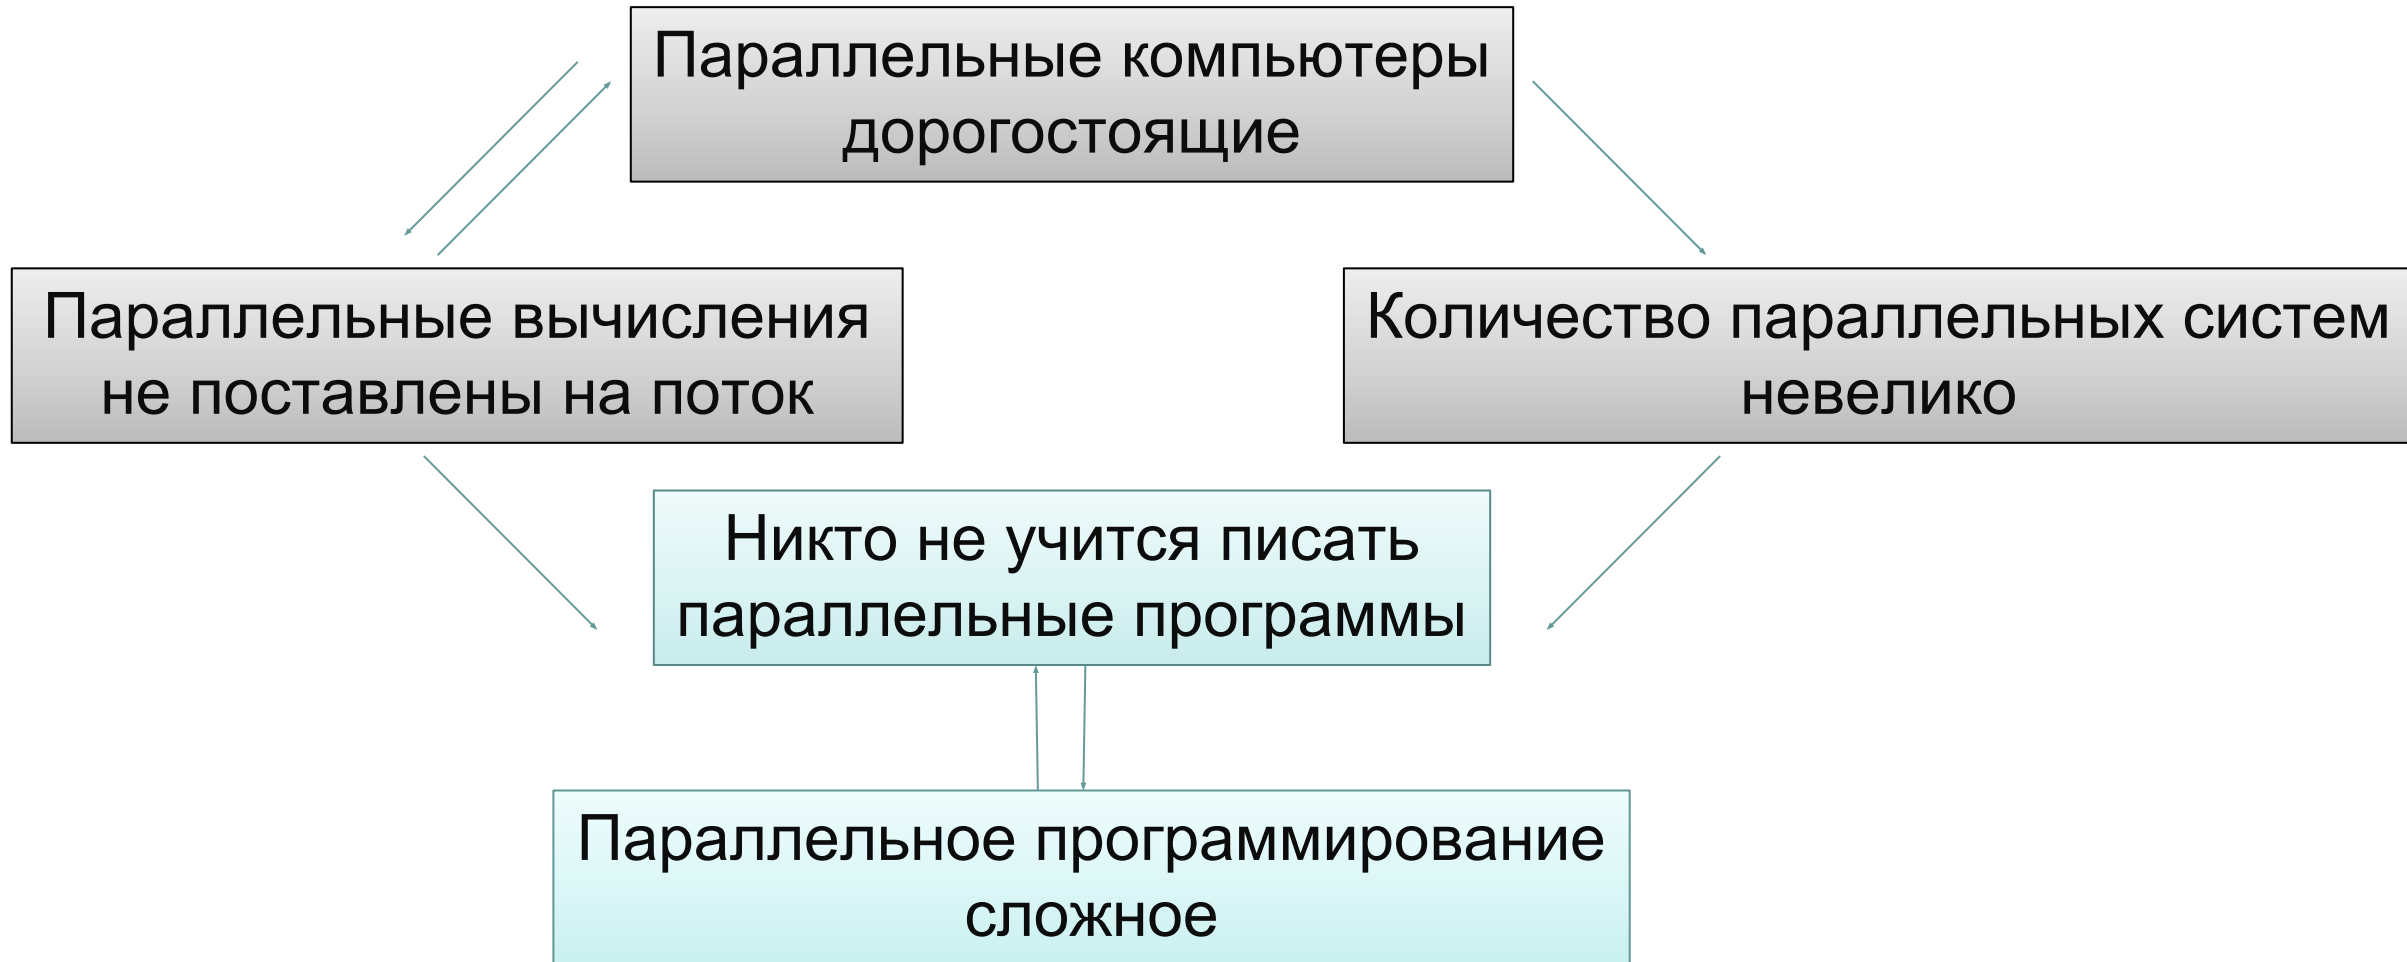 Параллельные компьютеры
дорогостоящие
Параллельные вычисления
не поставлены на поток
Количество параллельных систем
невелико
Никто не учится писать
параллельные программы
Параллельное программирование
сложное